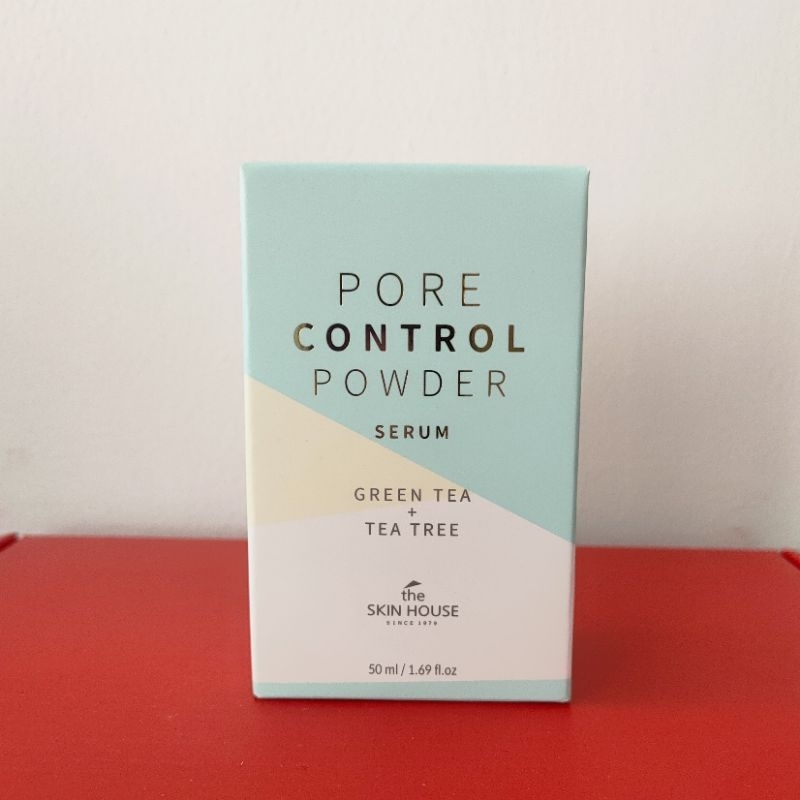 PORE
CONTROL
POWDER
SERUM
GREEN TEA
+
TEA TREE
the
SKIN HOUSE
SINCE 1979
50 ml / 1.69 fl.oz